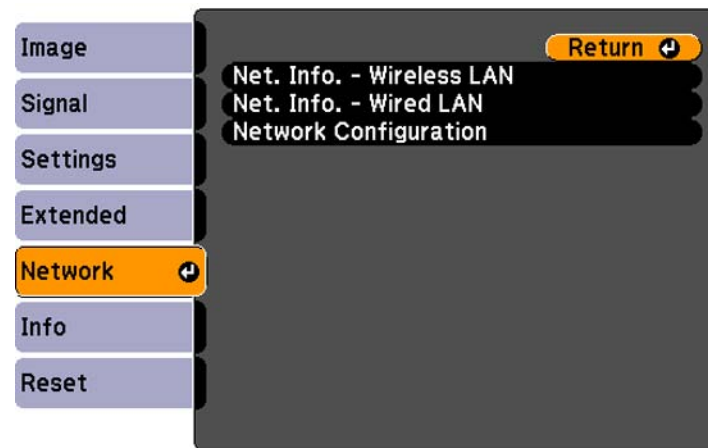 Image
Signal
Settings
Extended
Network
Info
Reset
Return
Net. Info. - Wireless LAN
Net. Info. - Wired LAN
Network Configuration